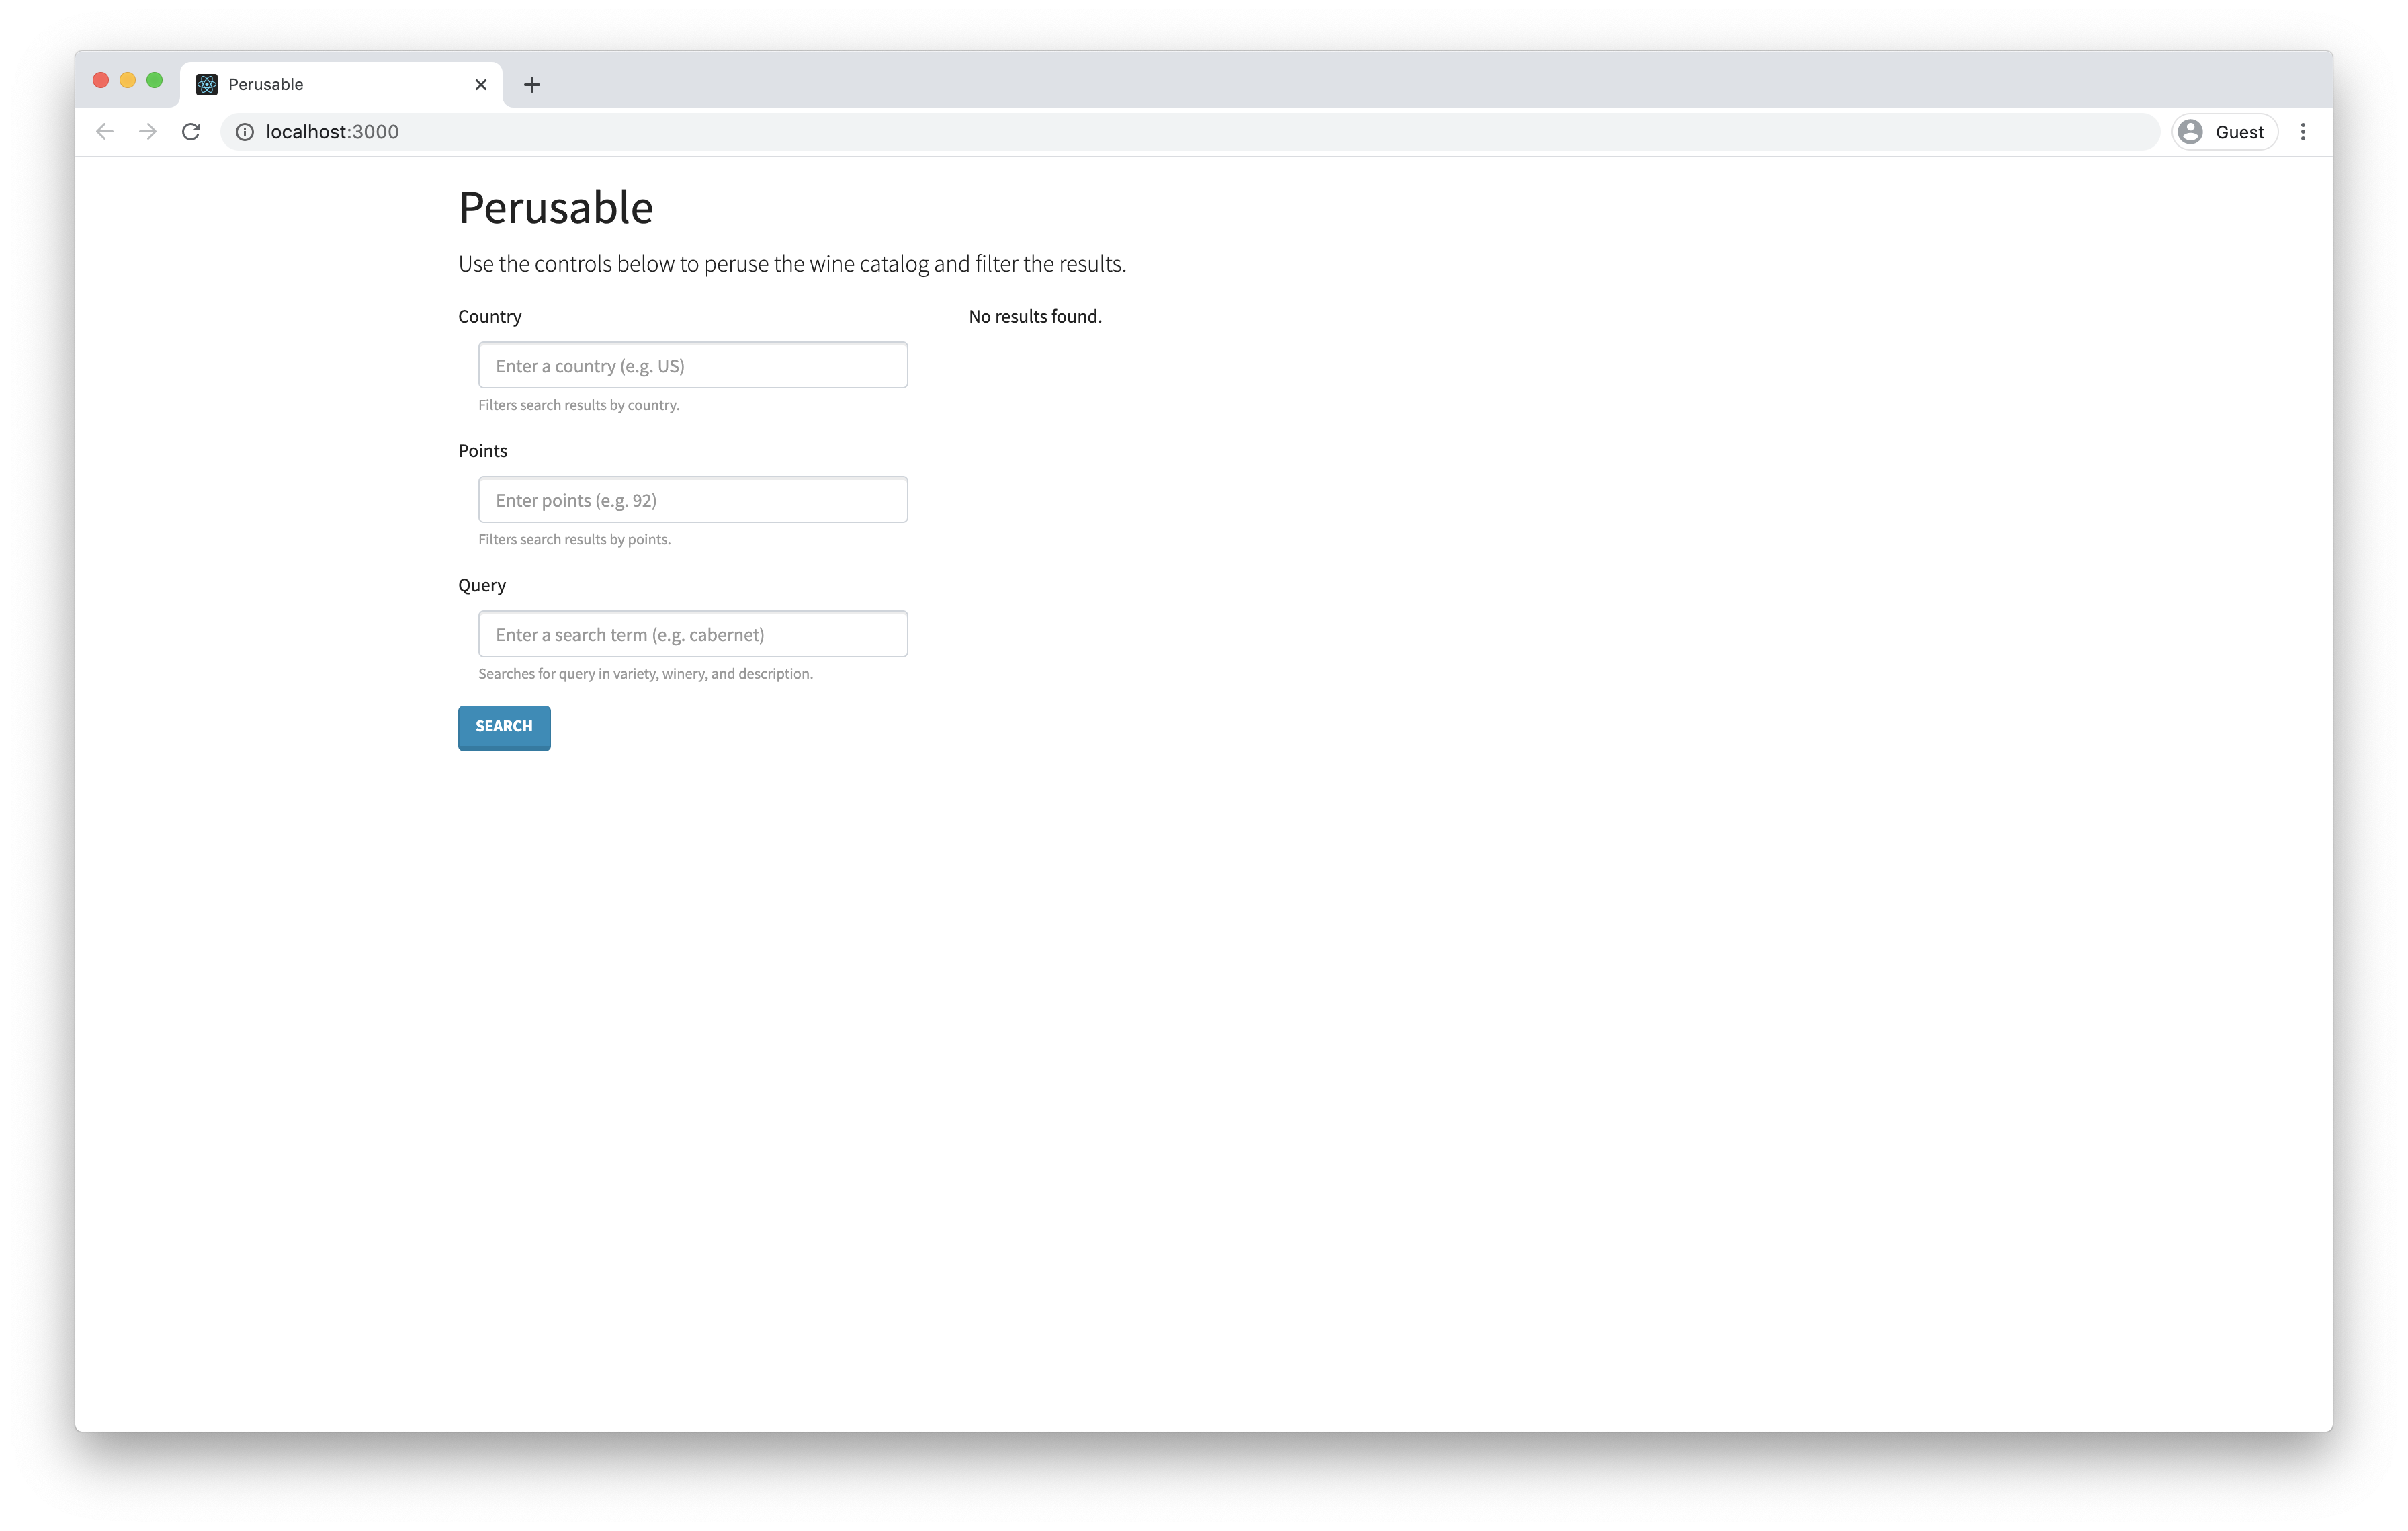 Perusable
localhost:3000
Guest
Perusable
Use the controls below to peruse the wine catalog and filter the results.
Country
Enter a country (e.g. US)
Filters search results by country.
Points
Enter points (e.g. 92)
Filters search results by points.
Query
Enter a search term (e.g. cabernet)
Searches for query in variety, winery, and description.
SEARCH
No results found.